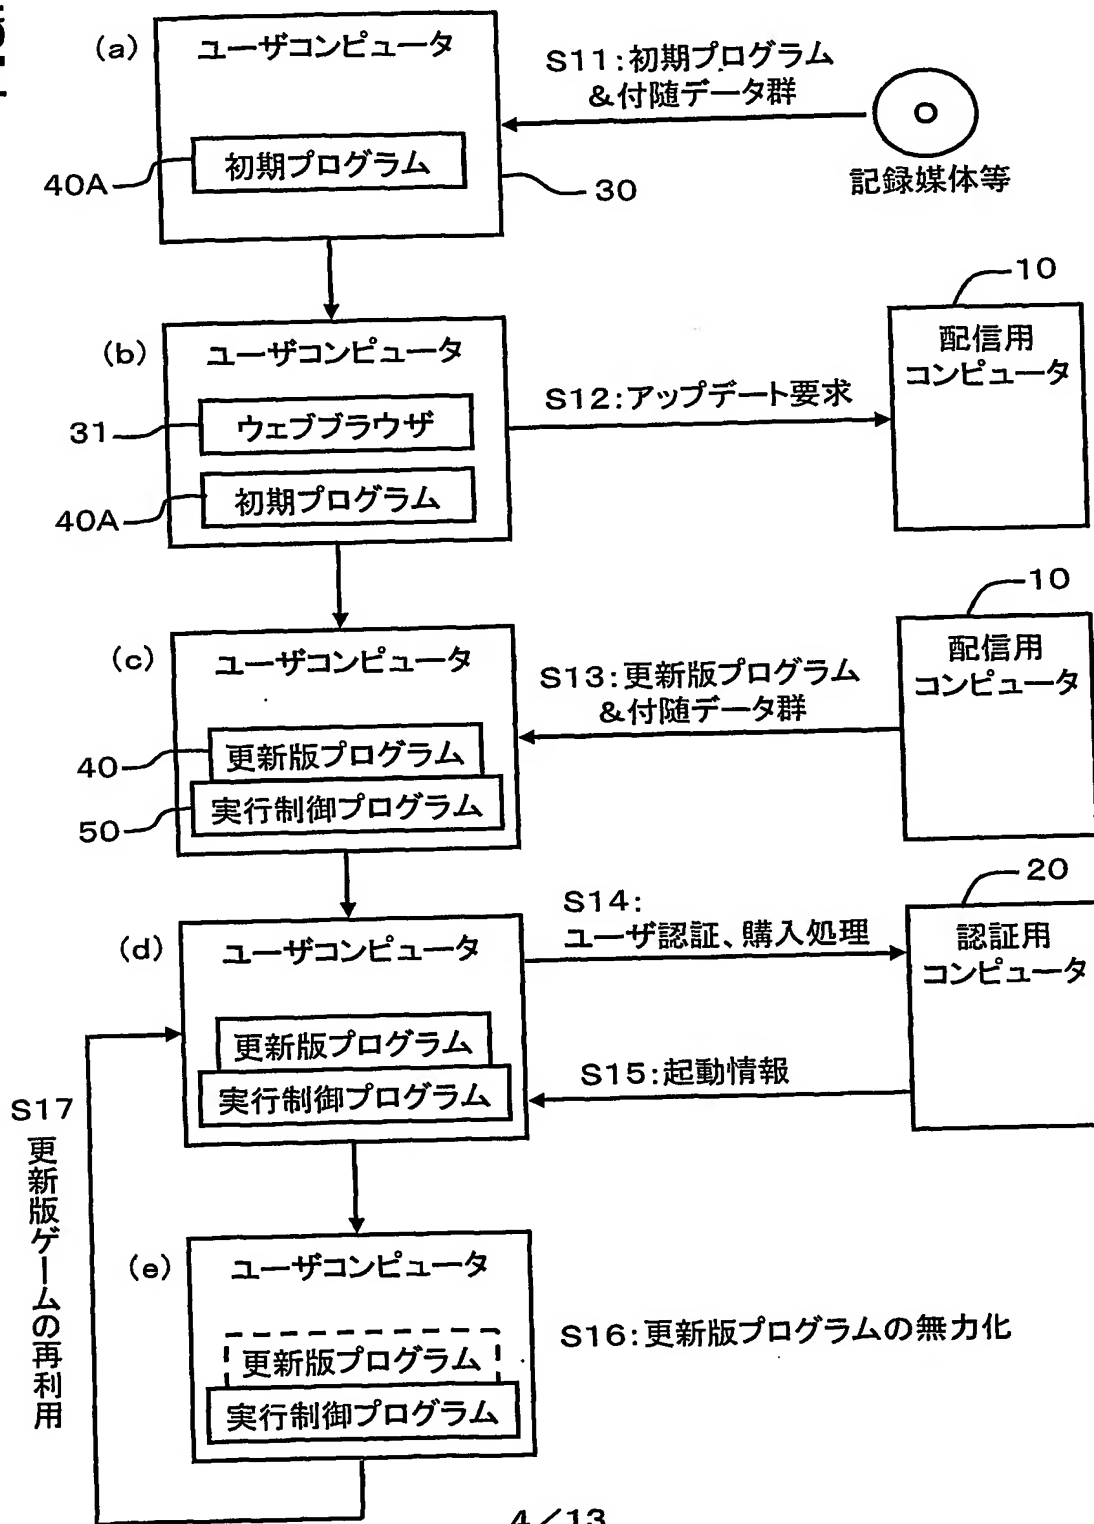 (a)
ユーザコンピュータ
S11:初期プログラム
&付随データ群
初期プログラム
40A
30
記録媒体等
10
(b)
ユーザコンピュータ
配信用
コンピュータ
S12:アップデート要求
31
ウェブブラウザ
40A
初期プログラム
10
(c)
ユーザコンピュータ
配信用
コンピュータ
S13:更新版プログラム
&付随データ群
40
更新版プログラム
50
実行制御プログラム
20
S14:
ユーザ認証、購入処理
(d)
ユーザコンピュータ
認証用
コンピュータ
更新版プログラム
S15:起動情報
実行制御プログラム
S17
更新版ゲームの再利用
(e)
ユーザコンピュータ
S16:更新版プログラムの無力化
更新版プログラム
実行制御プログラム
4/13